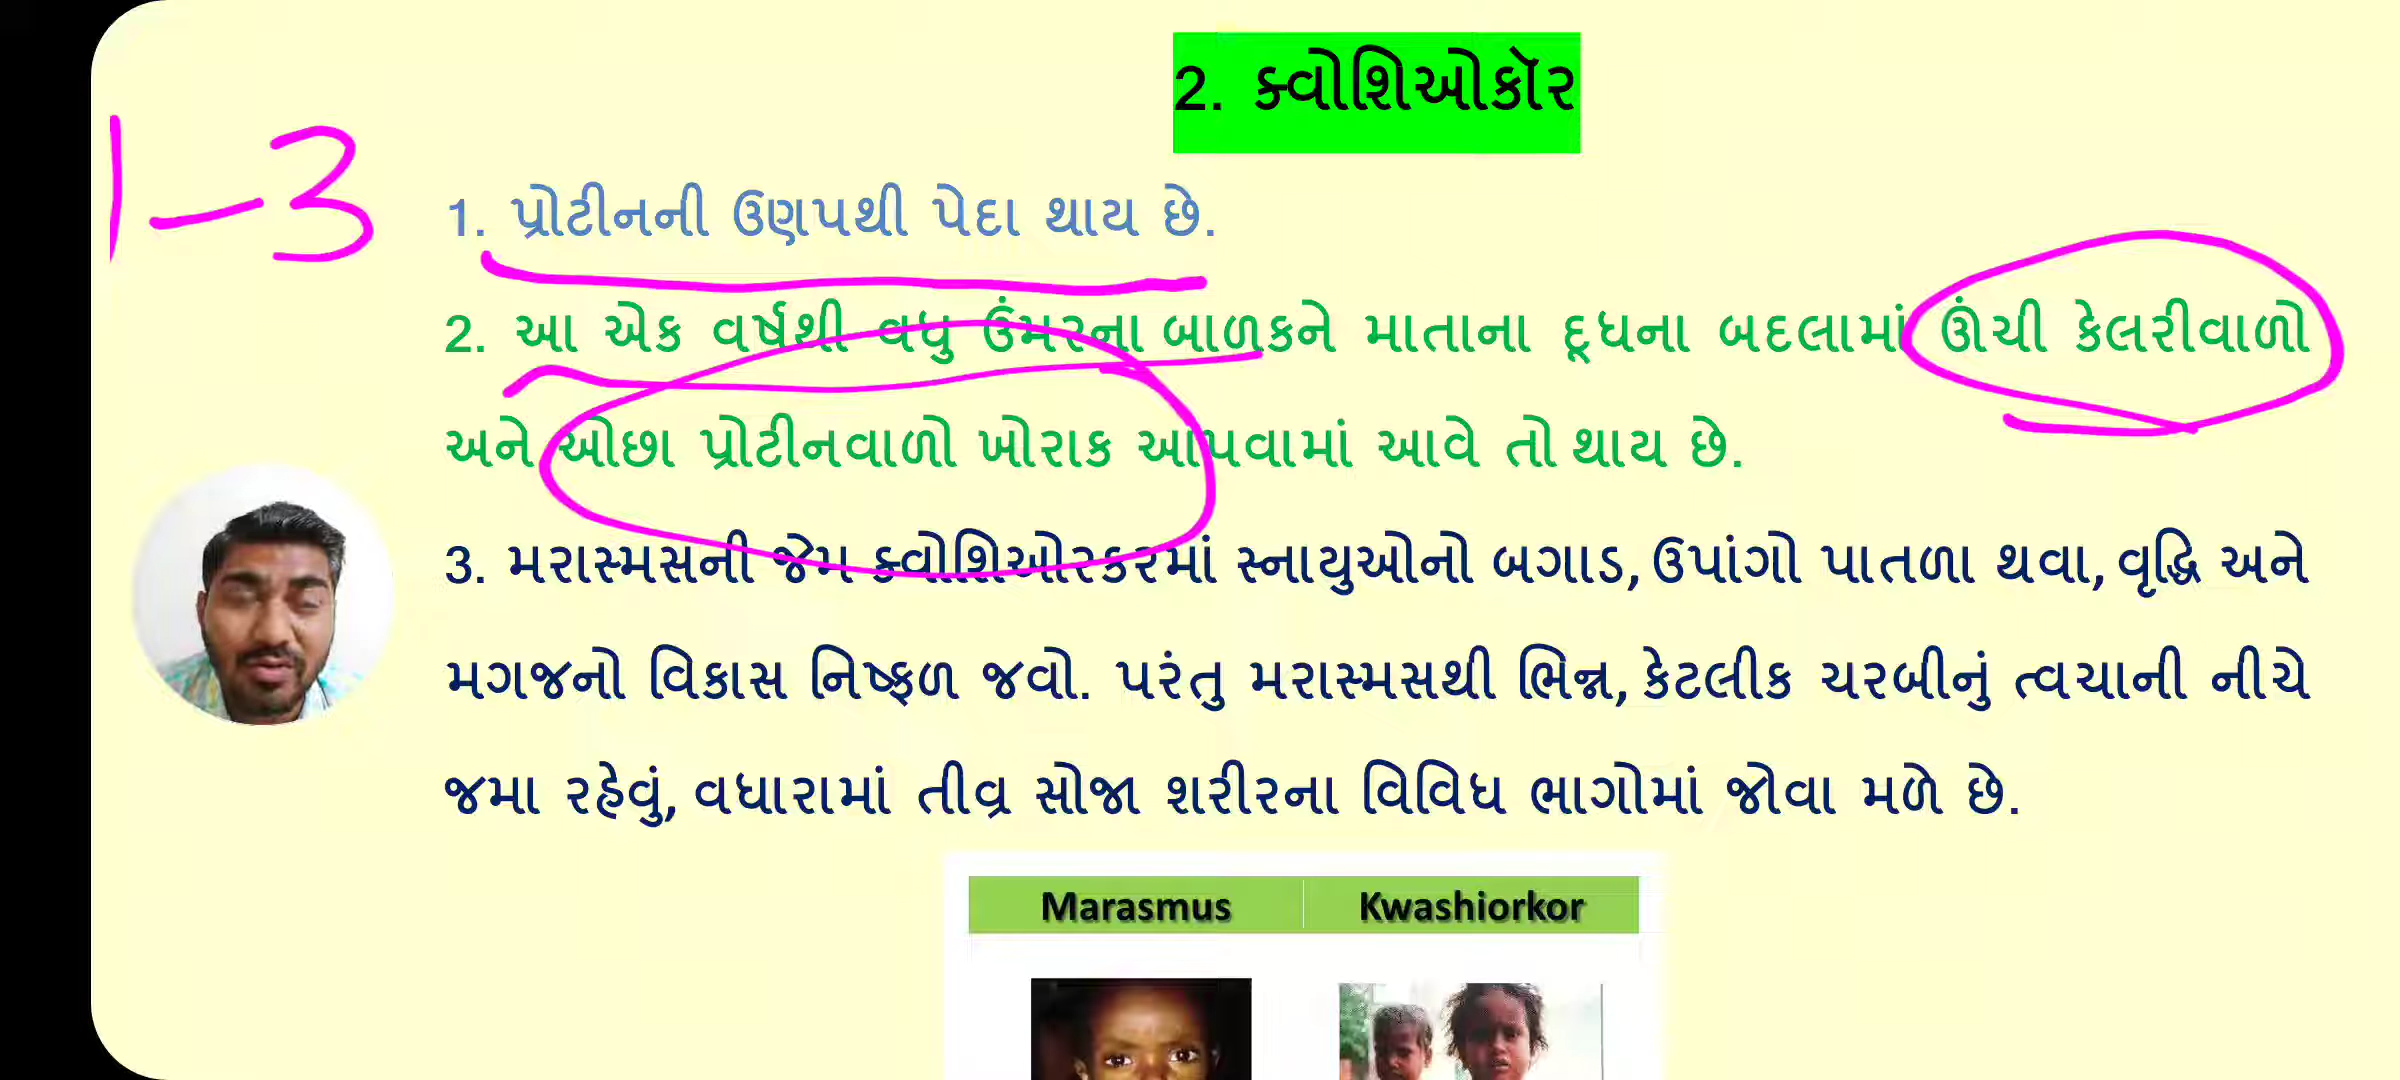 2. ક્વોશિઓકૉર
1-3
1. પ્રોટીનની ઉણપથી પેદા થાય છે.
2. આ એક વર્ષથી વધુ ઉંમરના બાળકને માતાના દૂધના બદલામાં ઊંચી કેલરીવાળો
અને ઓછા પ્રોટીનવાળો ખોરાક આપવામાં આવે તો થાય છે.
3. મરાસ્મસની જેમ ક્વોશિઓરકરમાં સ્નાયુઓનો બગાડ, ઉપાંગો પાતળા થવા, વૃદ્ધિ અને
મગજનો વિકાસ નિષ્ફળ જવો. પરંતુ મરાસ્મસથી ભિન્ન, કેટલીક ચરબીનું ત્વચાની નીચે
જમા રહેવું, વધારામાં તીવ્ર સોજા શરીરના વિવિધ ભાગોમાં જોવા મળે છે.
Marasmus Kwashiorkor